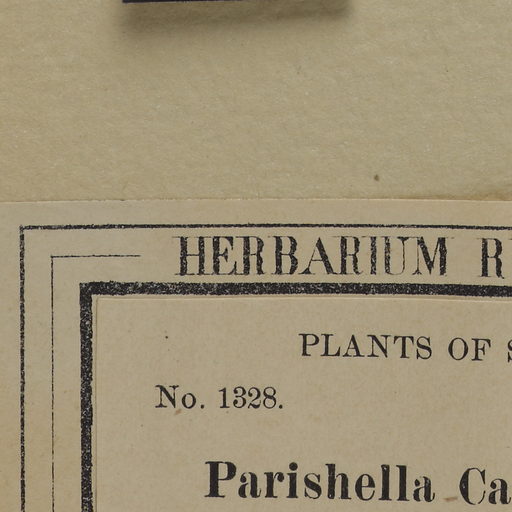 HERBARIUM R
PLANTS OF S
No. 1328.
Parishella Ca